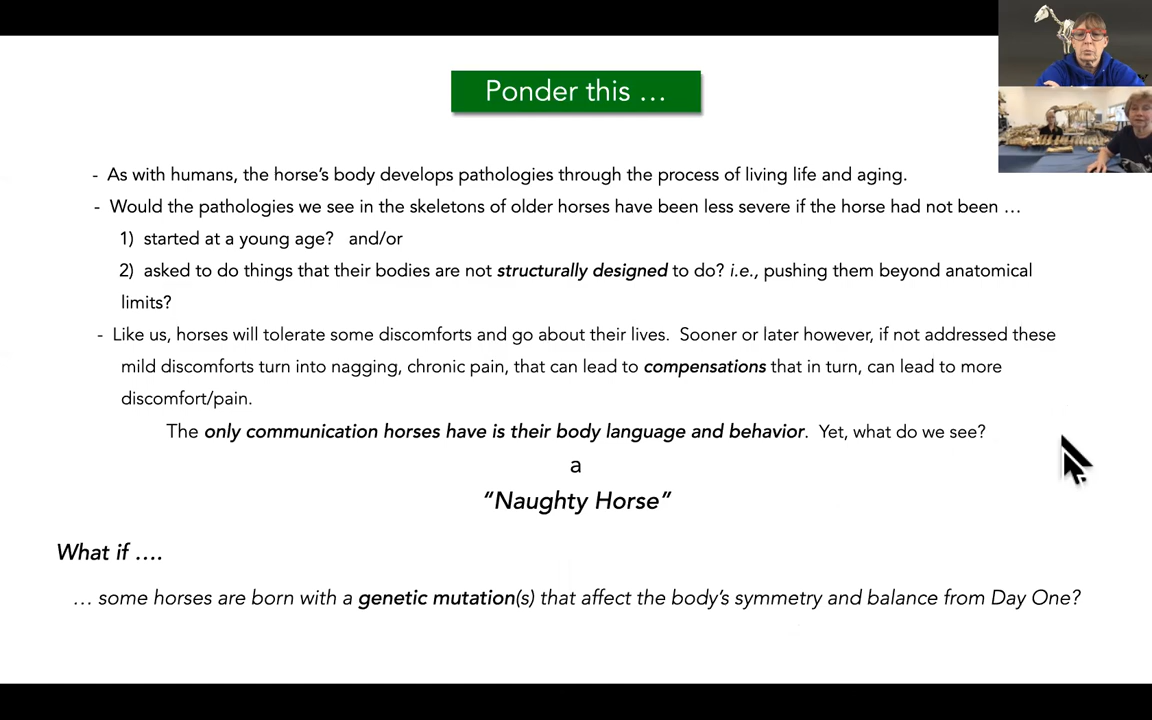 Ponder this …
- As with humans, the horse’s body develops pathologies through the process of living life and aging.
- Would the pathologies we see in the skeletons of older horses have been less severe if the horse had not been …
1) started at a young age? and/or
2) asked to do things that their bodies are not structurally designed to do? i.e., pushing them beyond anatomical
limits?
- Like us, horses will tolerate some discomforts and go about their lives. Sooner or later however, if not addressed these
mild discomforts turn into nagging, chronic pain, that can lead to compensations that in turn, can lead to more
discomfort/pain.
The only communication horses have is their body language and behavior. Yet, what do we see?
a
“Naughty Horse”
What if ….
… some horses are born with a genetic mutation(s) that affect the body’s symmetry and balance from Day One?